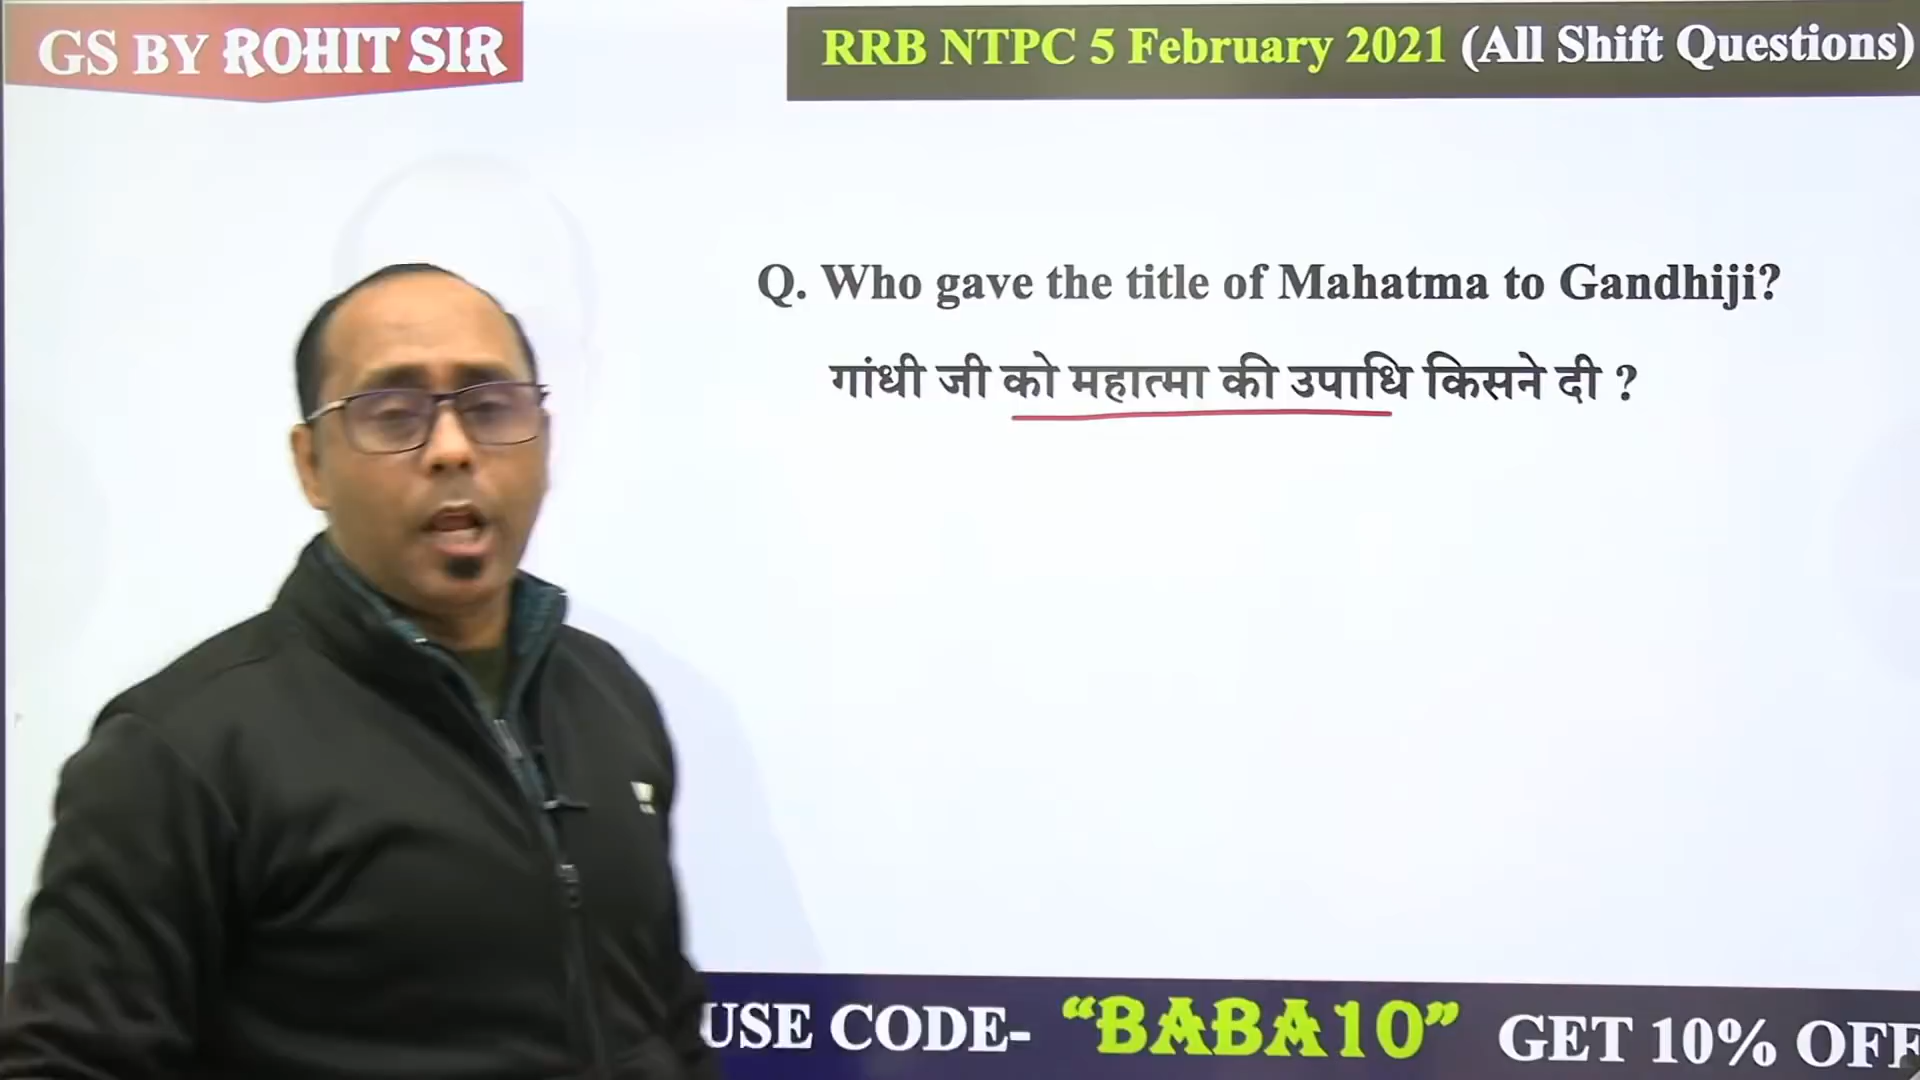 GS BY ROHIT SIR
RRB NTPC 5 February 2021 (All Shift Questions)
Q. Who gave the title of Mahatma to Gandhiji?
गांधी जी को महात्मा की उपाधि किसने दी ?
USE CODE- “BABA10” GET 10% OFF